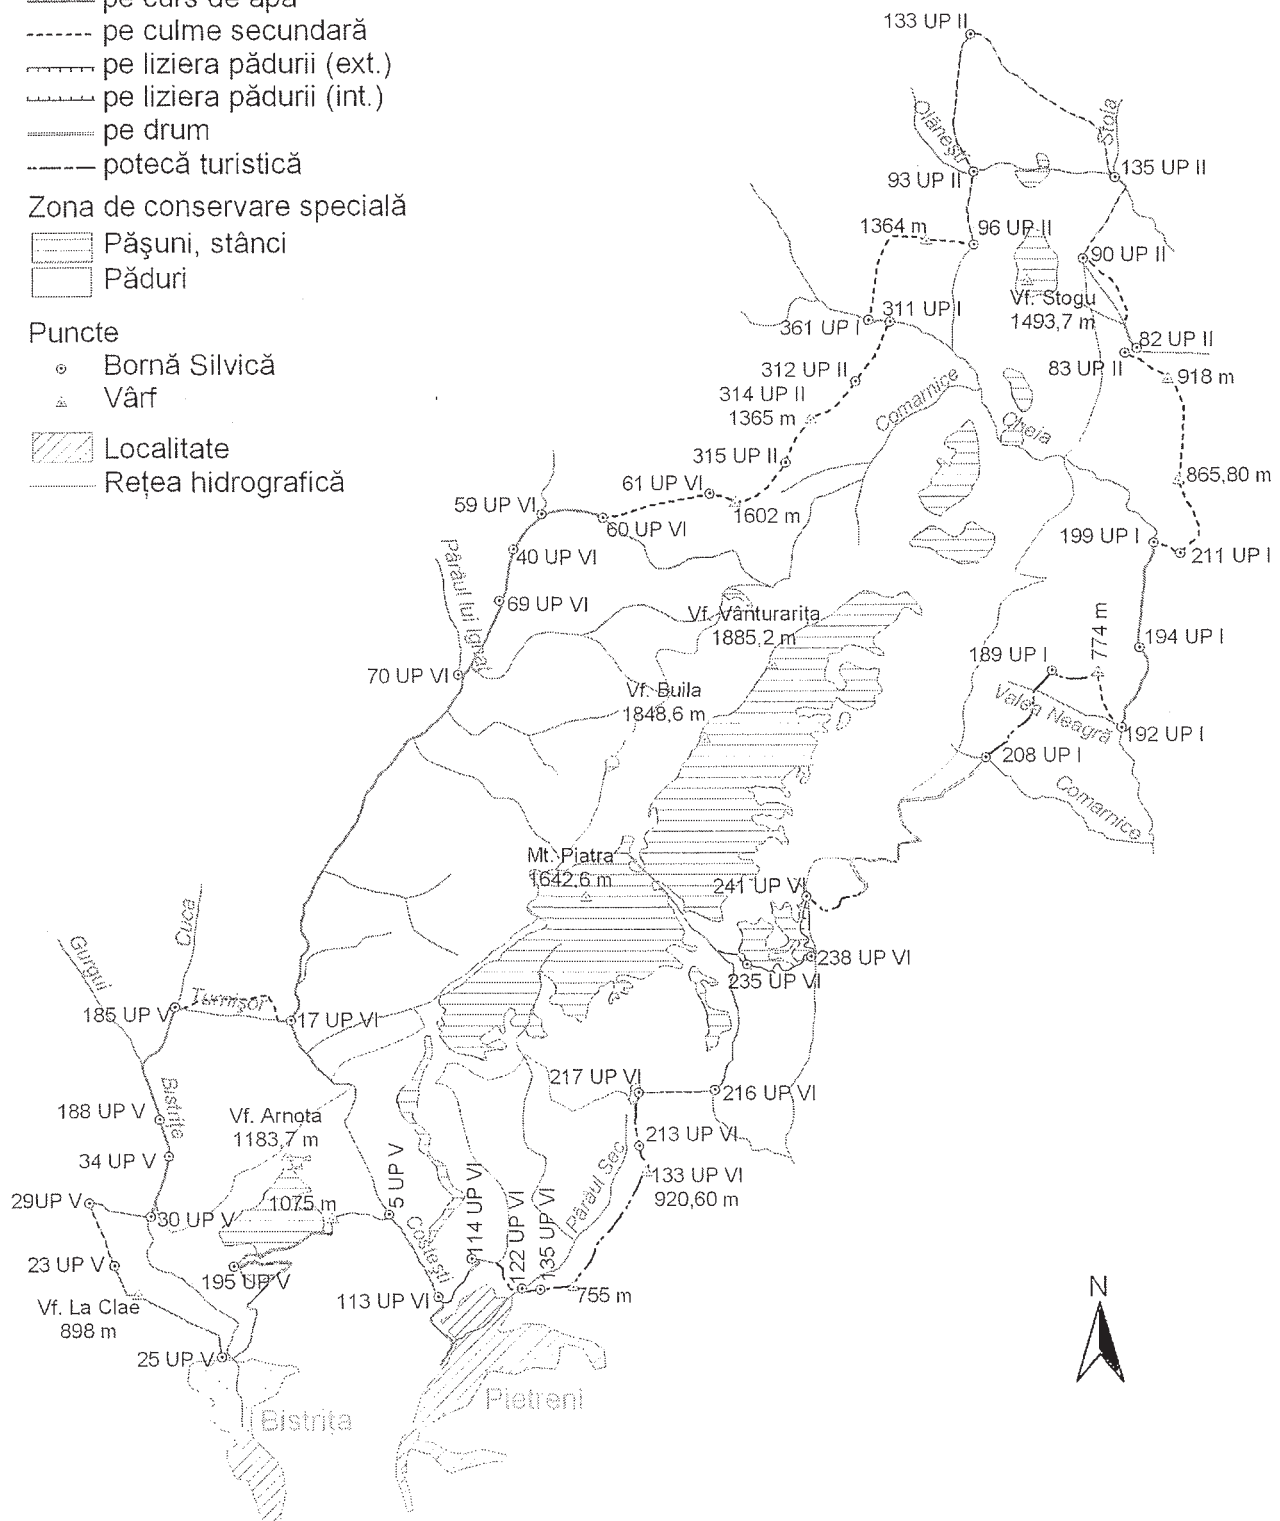 pe curs de apă
pe culme secundară
pe liziera pădurii (ext.)
pe liziera pădurii (int.)
pe drum
potecă turistică
Zona de conservare specială
Păşuni, stânci
Păduri
Puncte
Bornă Silvică
Vârf
Localitate
Reţea hidrografică
133 UP II
Olăneşti
Stoia
93 UP II
135 UP II
1364 m
96 UP II
90 UP II
Vf. Stogu
1493,7 m
361 UP I
311 UP I
82 UP II
83 UP II
918 m
312 UP II
314 UP II
1365 m
Comarnice
Cheia
315 UP II
61 UP VI
1602 m
865,80 m
59 UP VI
60 UP VI
40 UP VI
199 UP I
211 UP I
Pârâul lui Ignat
69 UP VI
Vf. Vânturariţa
1885,2 m
774 m
194 UP I
189 UP I
70 UP VI
Vf. Buila
1848,6 m
Valea Neagră
192 UP I
208 UP I
Comarnice
Mt. Piatra
1642,6 m
241 UP VI
Cuca
Gurgui
238 UP VI
235 UP VI
185 UP V
Turnişor
17 UP VI
217 UP VI
216 UP VI
188 UP V
Bistriţa
Vf. Arnota
1183,7 m
213 UP VI
34 UP V
133 UP VI
920,60 m
Pârâul Sec
29UP V
30 UP V
1075 m
5 UP V
Costeşti
114 UP VI
122 UP VI
135 UP VI
23 UP V
195 UP V
Vf. La Clae
898 m
113 UP VI
755 m
25 UP V
N
Bistriţa
Pietreni